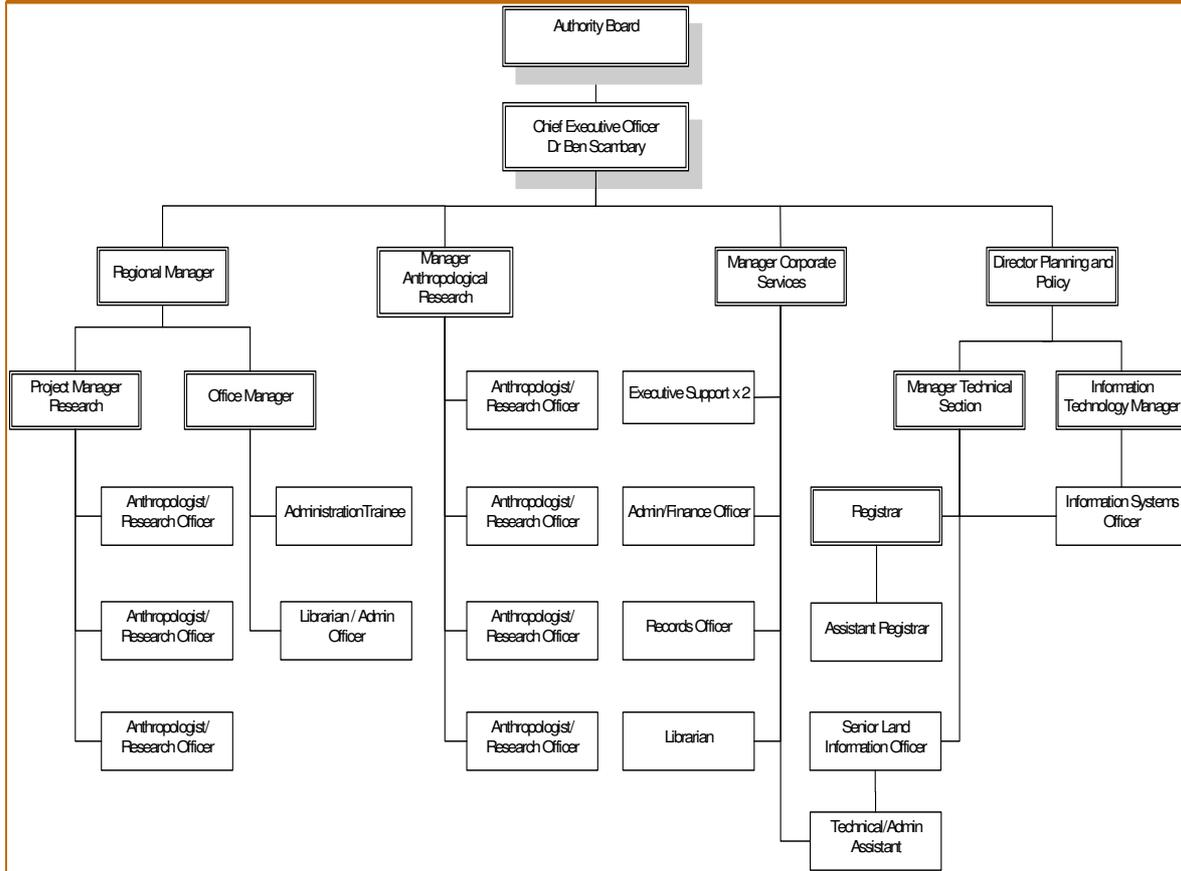 Authority Board
Chief Executive Officer
Dr Ben Scambary
Regional Manager
Manager
Anthropological
Research
Manager Corporate
Services
Director Planning and
Policy
Project Manager
Research
Office Manager
Anthropologist/
Research Officer
Executive Support x 2
Manager Technical
Section
Information
Technology Manager
Anthropologist/
Research Officer
Administration Trainee
Anthropologist/
Research Officer
Admin/Finance Officer
Registrar
Information Systems
Officer
Anthropologist/
Research Officer
Librarian / Admin
Officer
Anthropologist/
Research Officer
Records Officer
Assistant Registrar
Anthropologist/
Research Officer
Anthropologist/
Research Officer
Librarian
Senior Land
Information Officer
Technical/Admin
Assistant